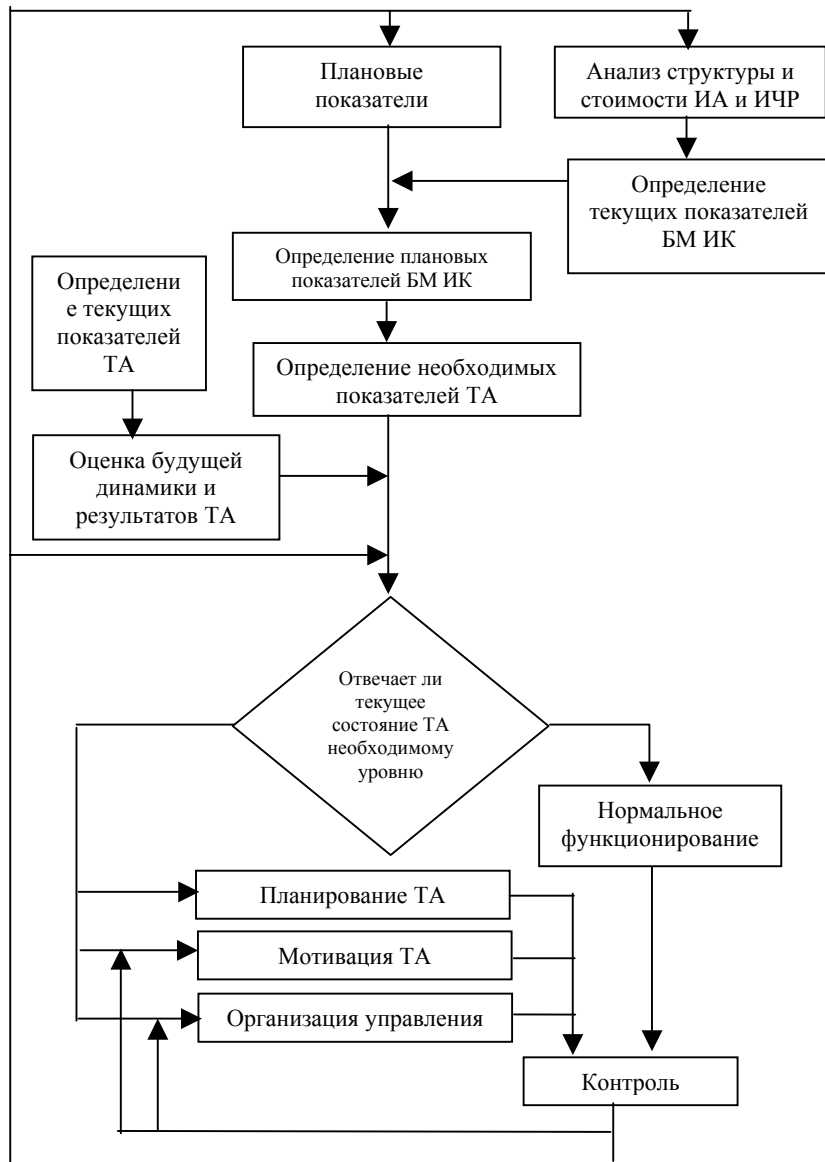 Плановые
показатели
Анализ структуры и
стоимости ИА и ИЧР
Определение
текущих показателей
БМ ИК
Определение плановых
показателей БМ ИК
Определени
е текущих
показателей
ТА
Определение необходимых
показателей ТА
Оценка будущей
динамики и
результатов ТА
Отвечает ли
текущее
состояние ТА
необходимому
уровню
Нормальное
функционирование
Планирование ТА
Мотивация ТА
Организация управления
Контроль